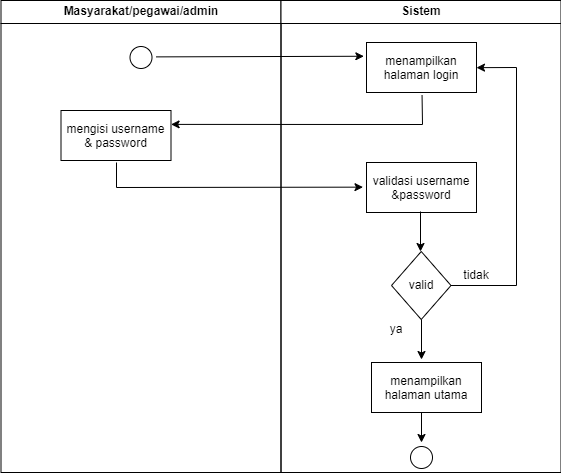 Masyarakat/pegawai/admin
Sistem
menampilkan
halaman login
mengisi username
& password
validasi username
&password
valid
tidak
ya
menampilkan
halaman utama